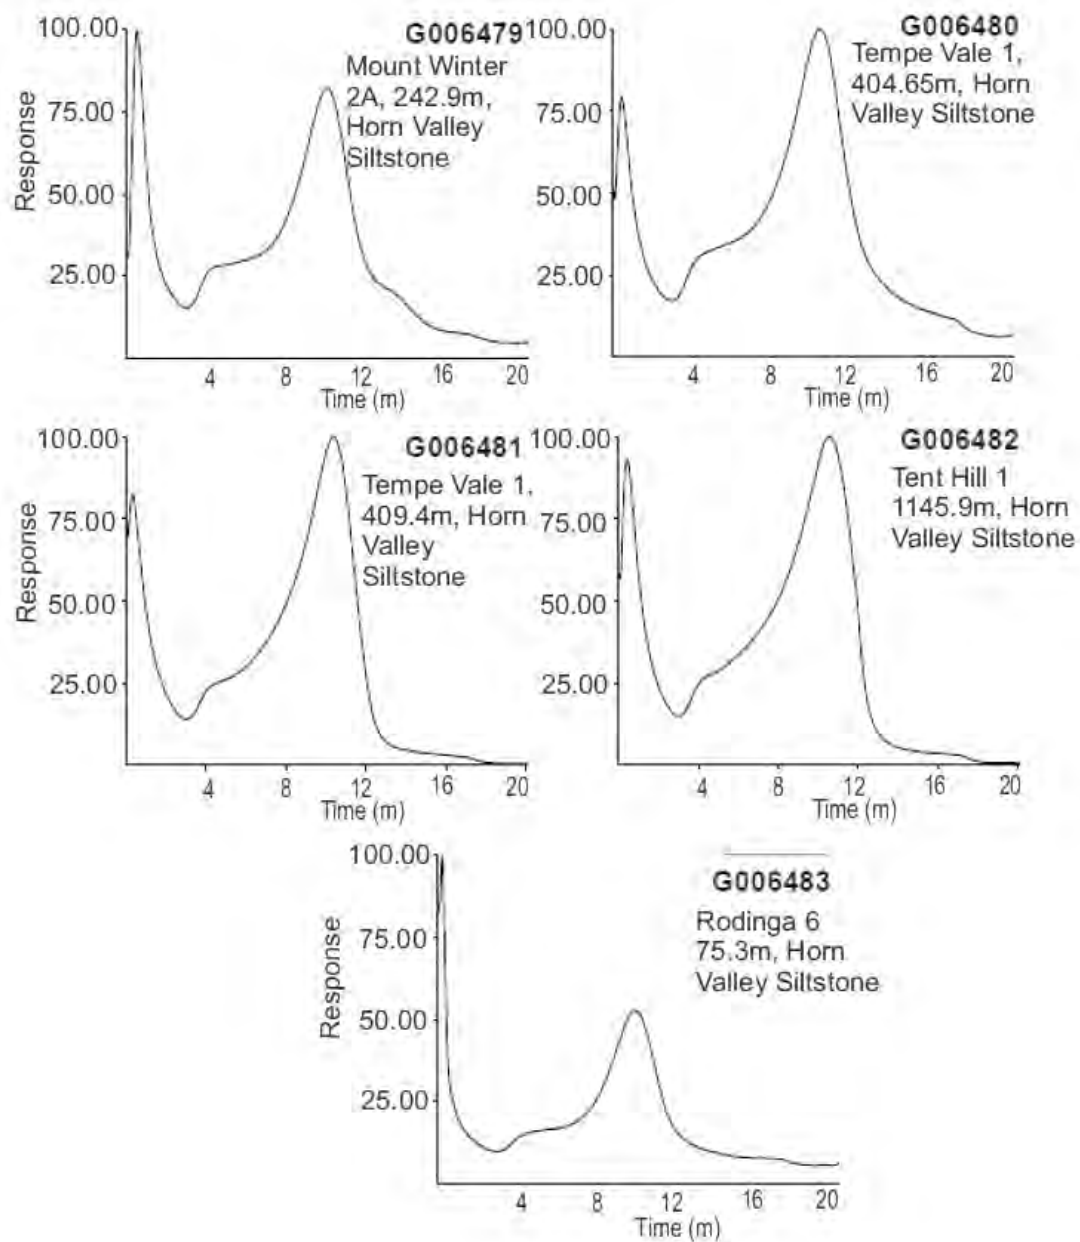 G006479
Mount Winter
2A, 242.9m,
Horn Valley
Siltstone
100.00
75.00
50.00
25.00
Response
4 8 12 16 20
Time (m)
G006480
Tempe Vale 1,
404.65m, Horn
Valley Siltstone
100.00
75.00
50.00
25.00
4 8 12 16 20
Time (m)
G006481
Tempe Vale 1,
409.4m, Horn
Valley
Siltstone
100.00
75.00
50.00
25.00
Response
4 8 12 16 20
Time (m)
G006482
Tent Hill 1
1145.9m, Horn
Valley Siltstone
100.00
75.00
50.00
25.00
4 8 12 16 20
Time (m)
G006483
Rodinga 6
75.3m, Horn
Valley Siltstone
100.00
75.00
50.00
25.00
Response
4 8 12 16 20
Time (m)